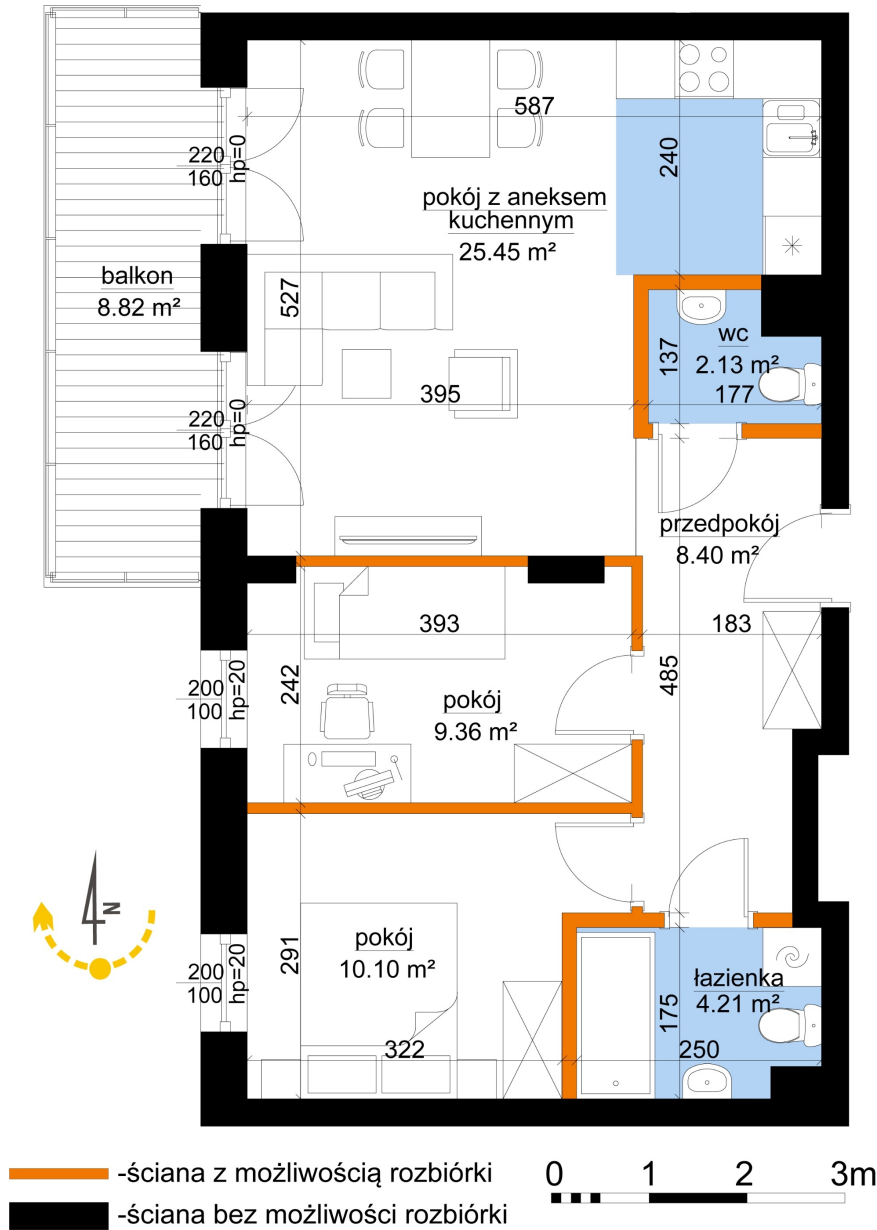 587
220
160
hp=0
240
pokój z aneksem
kuchennym
25.45 m²
balkon
8.82 m²
527
wc
2.13 m²
137
177
395
220
160
hp=0
przedpokój
8.40 m²
393
183
242
485
200
100
hp=20
pokój
9.36 m²
N
pokój
10.10 m²
291
200
100
hp=20
łazienka
4.21 m²
175
322
250
-ściana z możliwością rozbiórki
0 1 2 3m
-ściana bez możliwości rozbiórki